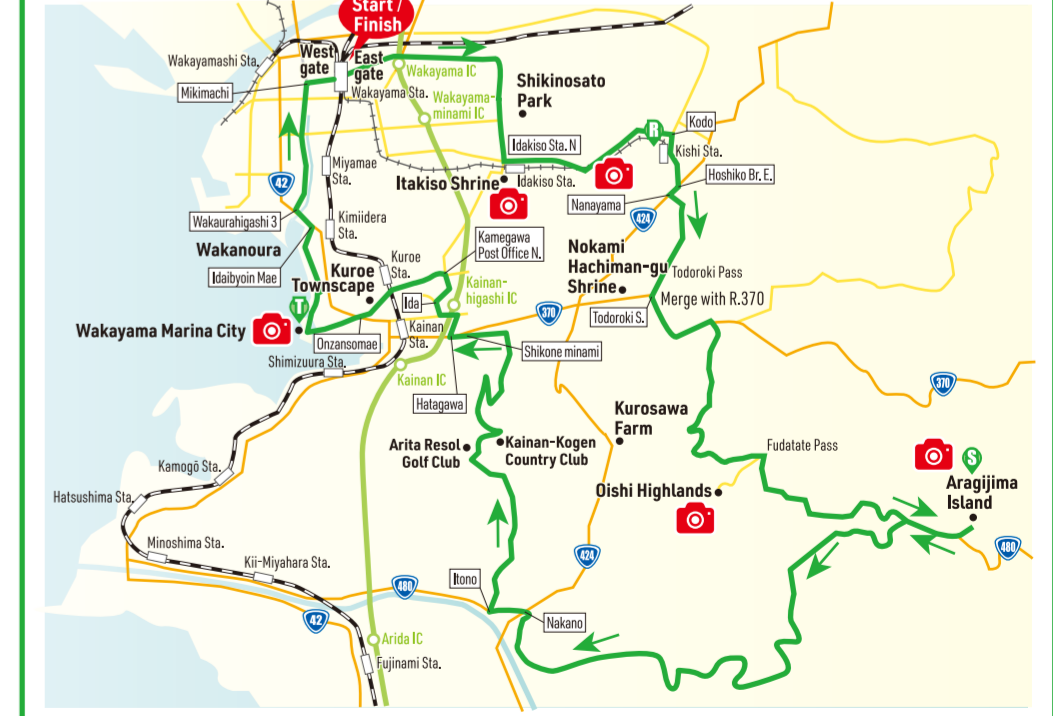 Start /
Finish
West
gate
East
gate
Wakayamashi Sta.
Mikimachi
Wakayama Sta.
Wakayama IC
Wakayama-
minami IC
Shikinosato
Park
Idakiso Sta. N
R
Kodo
Kishi Sta.
Hoshiko Br. E.
Nanayama
424
Miyamae
Sta.
Itakiso Shrine
Idakiso Sta.
42
Wakaurahigashi 3
Kimiidera
Sta.
Wakanoura
Idaibyoin Mae
Kuroe
Sta.
Kuroe
Townscape
Kamegawa
Post Office N.
Kainan-
higashi IC
Ida
Nokami
Hachiman-gu
Shrine
Todoroki Pass
Merge with R.370
Todoroki S.
370
T
Wakayama Marina City
Onzansomae
Kainan
Sta.
Shikone minami
Shimizuura Sta.
Kainan IC
Hatagawa
370
Kurosawa
Farm
Arita Resol
Golf Club
Kainan-Kogen
Country Club
Fudatate Pass
S
Aragijima
Island
Kamogō Sta.
Hatsushima Sta.
Oishi Highlands
480
Minoshima Sta.
Kii-Miyahara Sta.
424
480
Itono
42
Nakano
Arida IC
Fujinami Sta.